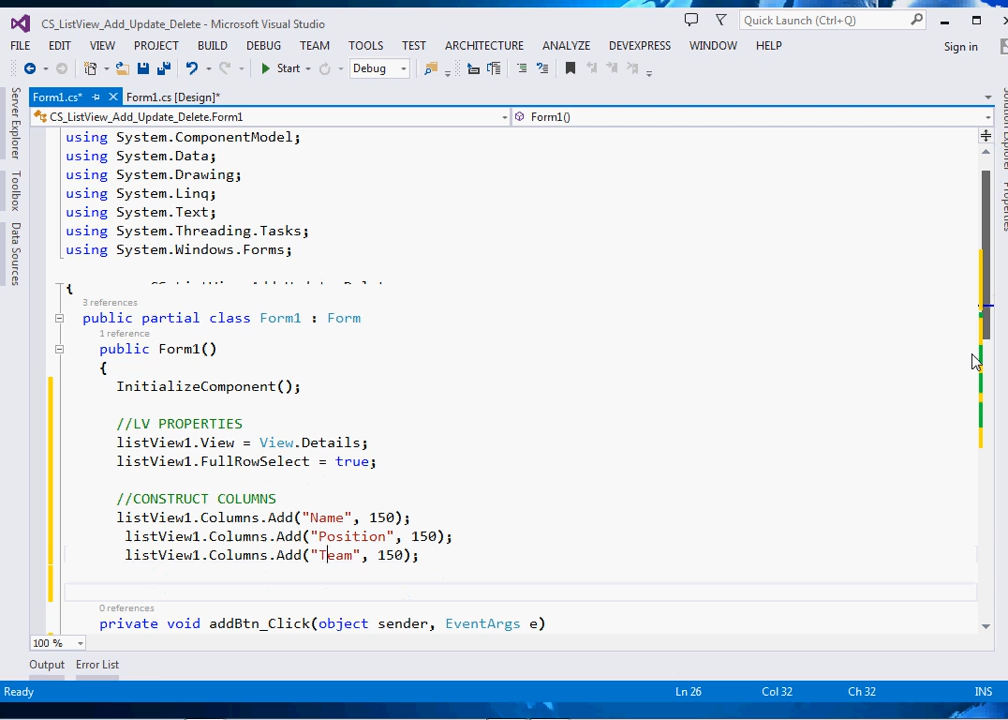 CS_ListView_Add_Update_Delete - Microsoft Visual Studio
Quick Launch (Ctrl+Q)
FILE EDIT VIEW PROJECT BUILD DEBUG TEAM TOOLS TEST ARCHITECTURE ANALYZE DEVEXPRESS WINDOW HELP Sign in
Start Debug
Form1.cs* Form1.cs [Design]*
CS_ListView_Add_Update_Delete.Form1 Form1()
Server Explorer
Toolbox
Data Sources
Solution Explorer
Properties
using System.ComponentModel;
using System.Data;
using System.Drawing;
using System.Linq;
using System.Text;
using System.Threading.Tasks;
using System.Windows.Forms;
{
3 references
public partial class Form1 : Form
1 reference
public Form1()
{
InitializeComponent();
//LV PROPERTIES
listView1.View = View.Details;
listView1.FullRowSelect = true;
//CONSTRUCT COLUMNS
listView1.Columns.Add("Name", 150);
listView1.Columns.Add("Position", 150);
listView1.Columns.Add("Team", 150);
0 references
private void addBtn_Click(object sender, EventArgs e)
100 %
Output Error List
Ready Ln 26 Col 32 Ch 32 INS